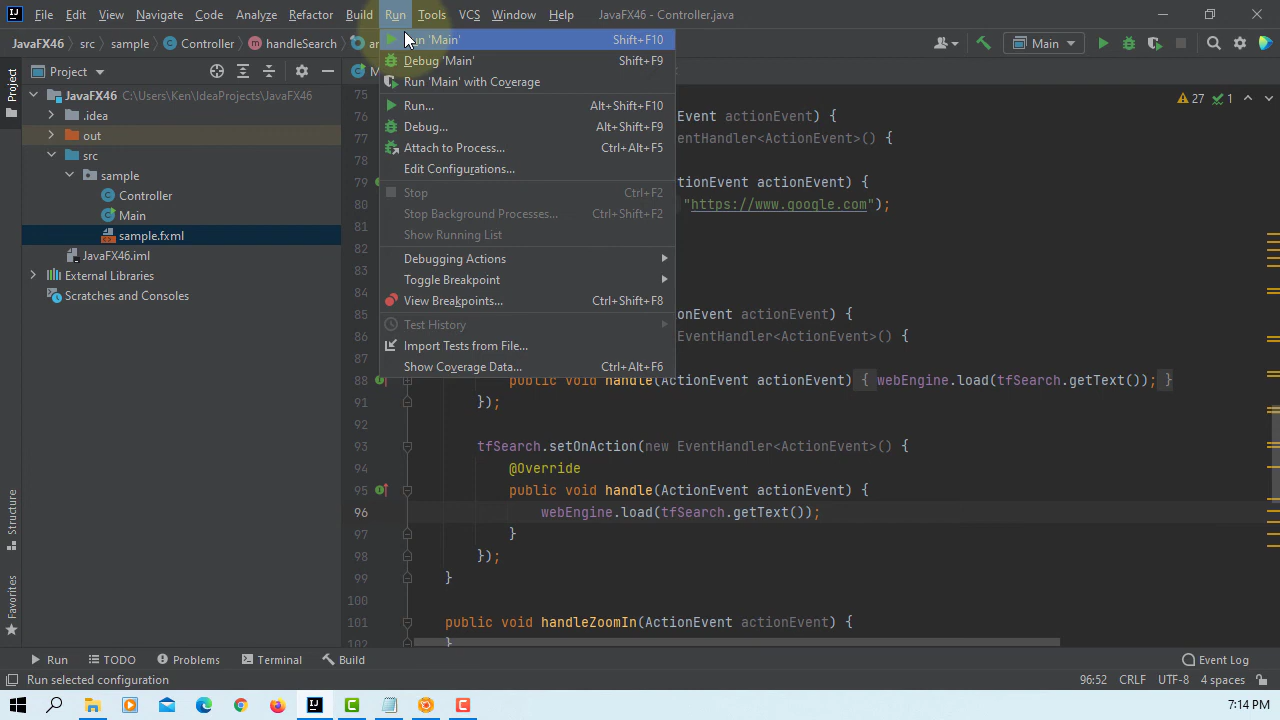 File Edit View Navigate Code Analyze Refactor Build Run Tools VCS Window Help JavaFX46 - Controller.java
JavaFX46 src sample Controller handleSearch Main
Project
Run 'Main' Shift+F10
Debug 'Main' Shift+F9
Run 'Main' with Coverage
Run... Alt+Shift+F10
Debug... Alt+Shift+F9
Attach to Process... Ctrl+Alt+F5
Edit Configurations...
Stop Ctrl+F2
Stop Background Processes... Ctrl+Shift+F2
Show Running List
Debugging Actions
Toggle Breakpoint
View Breakpoints... Ctrl+Shift+F8
Test History
Import Tests from File...
Show Coverage Data... Ctrl+Alt+F6
Project
Structure
Favorites
JavaFX46 C:\Users\Ken\IdeaProjects\JavaFX46
.idea
out
src
sample
Controller
Main
sample.fxml
JavaFX46.iml
External Libraries
Scratches and Consoles
27 1
75
76 Event actionEvent) {
77 EventHandler<ActionEvent>() {
78
79 tionEvent actionEvent) {
80 "https://www.google.com");
81
82
83
84
85 onEvent actionEvent) {
86 EventHandler<ActionEvent>() {
87
88 public void handle(ActionEvent actionEvent) { webEngine.load(tfSearch.getText()); }
91 });
92
93 tfSearch.setOnAction(new EventHandler<ActionEvent>() {
94 @Override
95 public void handle(ActionEvent actionEvent) {
96 webEngine.load(tfSearch.getText());
97 }
98 });
99 }
100
101 public void handleZoomIn(ActionEvent actionEvent) {
102 }
Run TODO Problems Terminal Build Event Log
Run selected configuration 96:52 CRLF UTF-8 4 spaces
7:14 PM